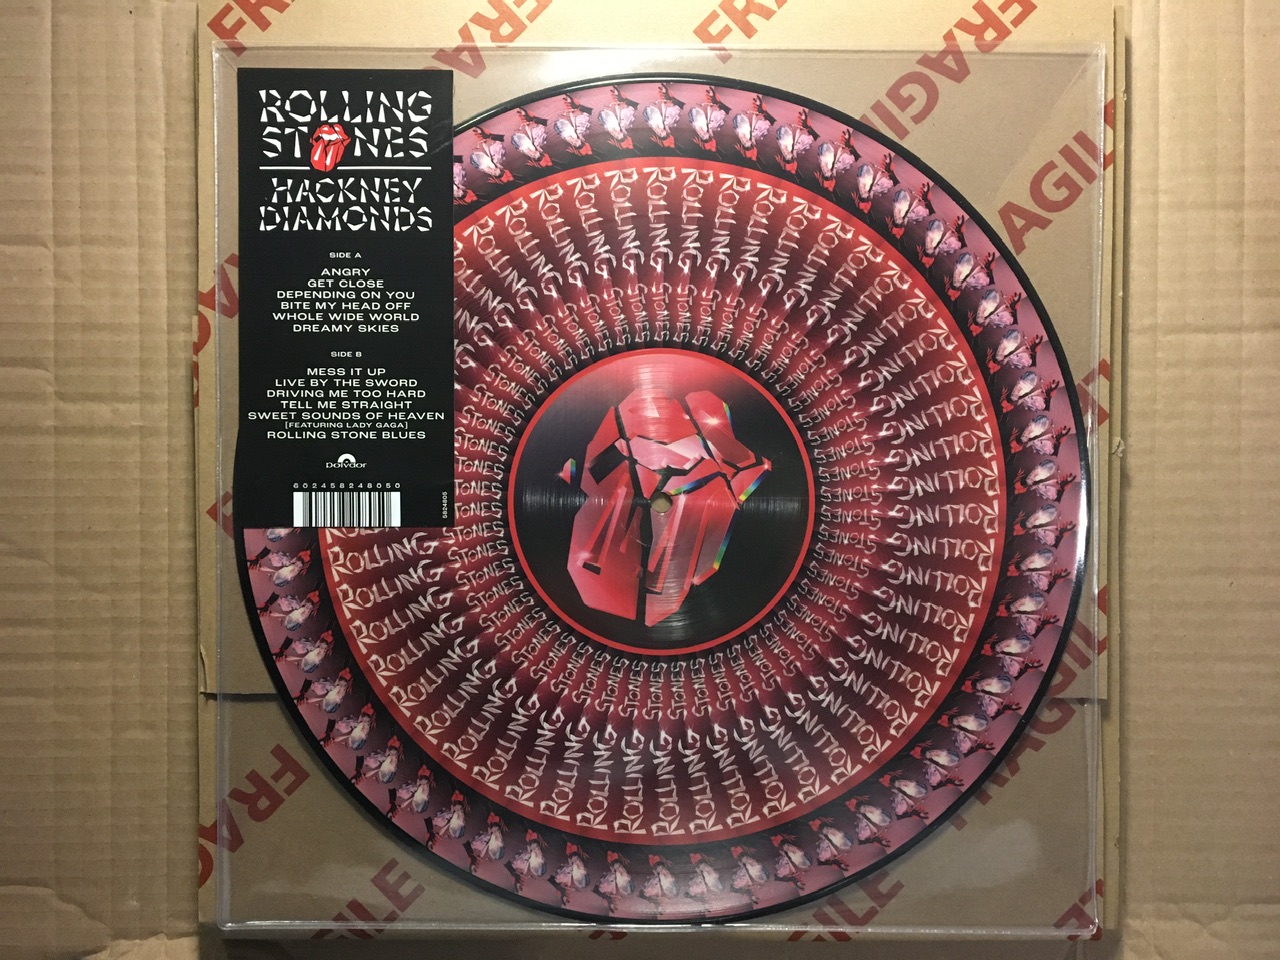 ROLLING
STONES
HACKNEY
DIAMONDS
SIDE A
ANGRY
GET CLOSE
DEPENDING ON YOU
BITE MY HEAD OFF
WHOLE WIDE WORLD
DREAMY SKIES
SIDE B
MESS IT UP
LIVE BY THE SWORD
DRIVING ME TOO HARD
TELL ME STRAIGHT
SWEET SOUNDS OF HEAVEN
[FEATURING LADY GAGA]
ROLLING STONE BLUES
Polydor
602458248050
5824805
ROLLING STONES
FRAGILE